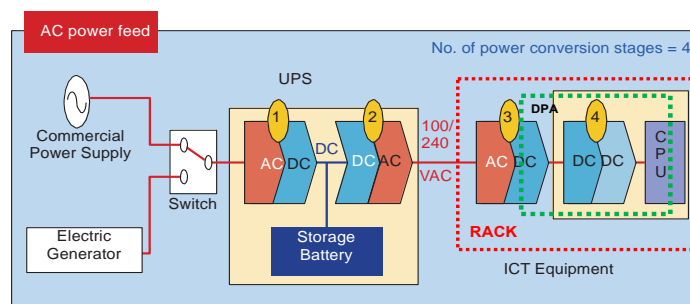 AC power feed
No. of power conversion stages = 4
UPS
1
2
3
4
DPA
Commercial
Power Supply
Switch
AC DC
DC
DC AC
100/
240
VAC
AC DC
DC DC
C
P
U
Electric
Generator
Storage
Battery
RACK
ICT Equipment